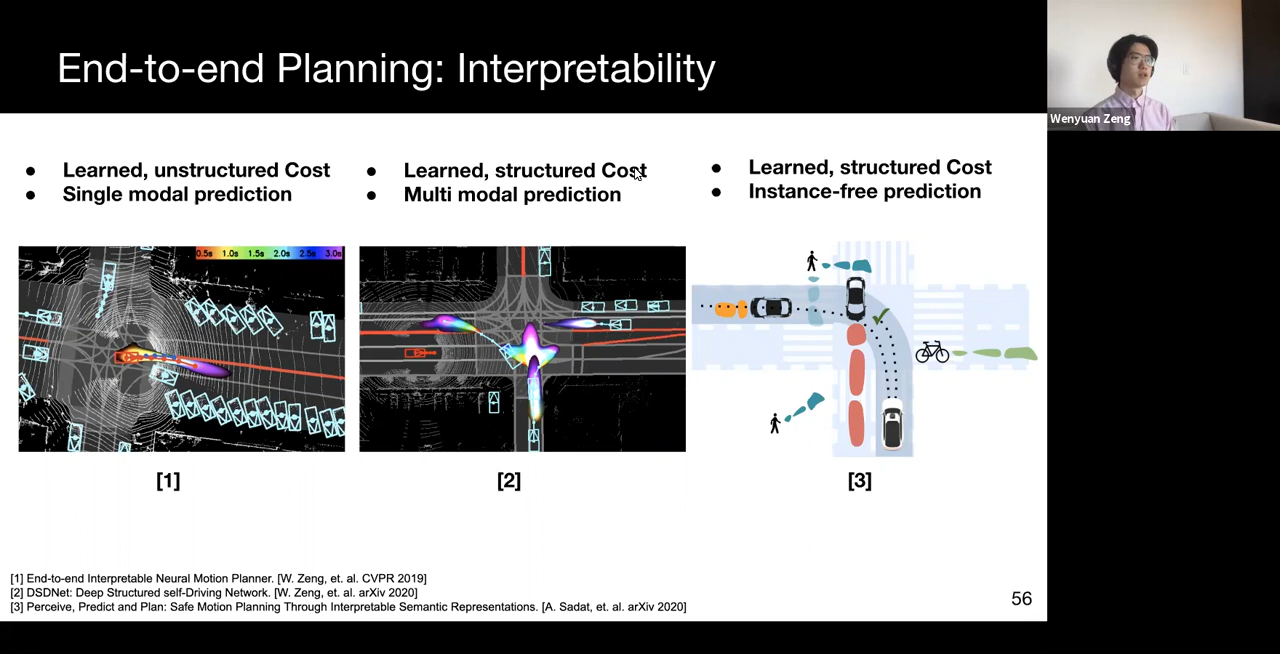 End-to-end Planning: Interpretability
Wenyuan Zeng
● Learned, unstructured Cost
● Single modal prediction
● Learned, structured Cost
● Multi modal prediction
● Learned, structured Cost
● Instance-free prediction
0.5s 1.0s 1.5s 2.0s 2.5s 3.0s
[1]
[2]
[3]
[1] End-to-end Interpretable Neural Motion Planner. [W. Zeng, et. al. CVPR 2019]
[2] DSDNet: Deep Structured self-Driving Network. [W. Zeng, et. al. arXiv 2020]
[3] Perceive, Predict and Plan: Safe Motion Planning Through Interpretable Semantic Representations. [A. Sadat, et. al. arXiv 2020]
56